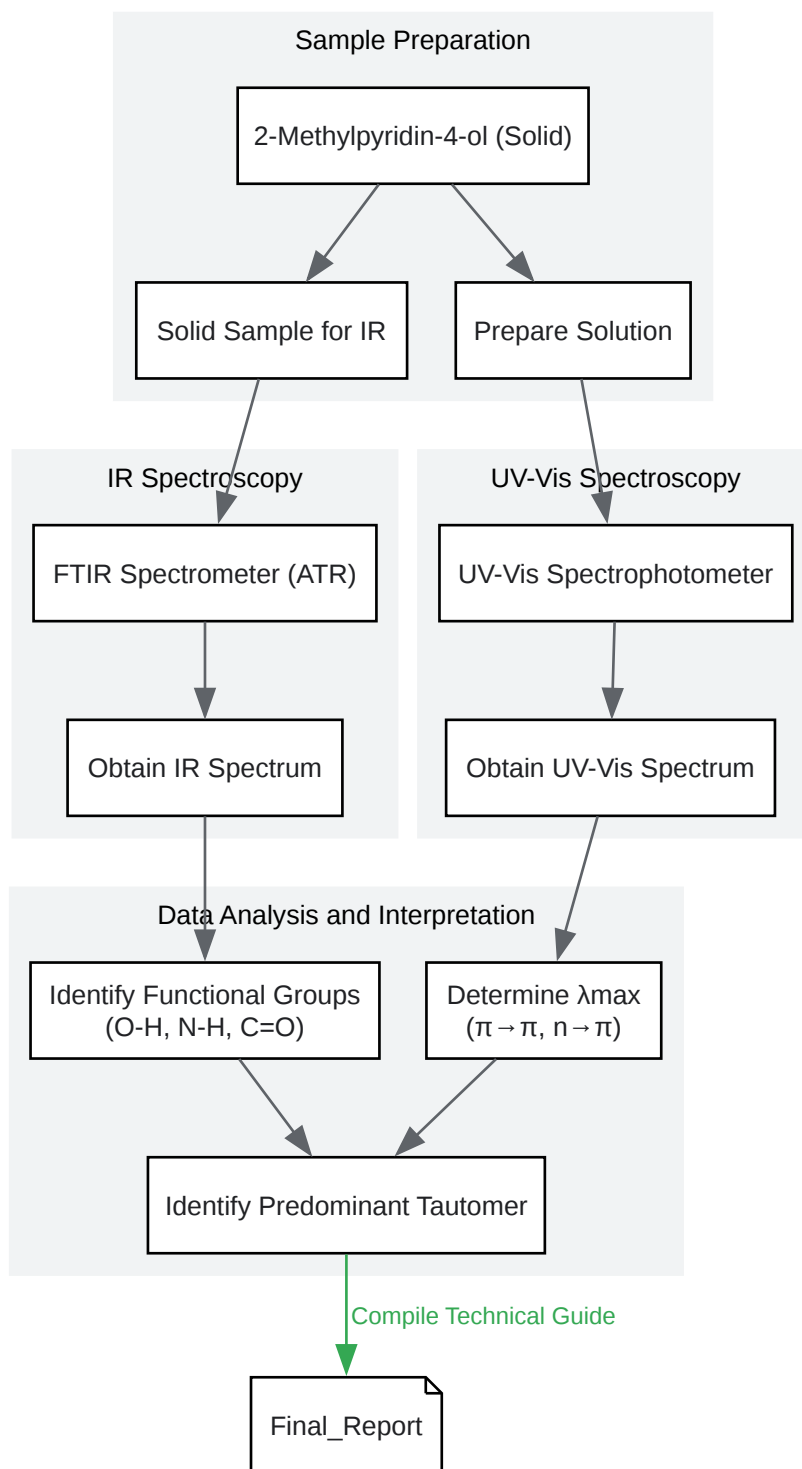 Sample Preparation
2-Methylpyridin-4-ol (Solid)
Solid Sample for IR
Prepare Solution
IR Spectroscopy
UV-Vis Spectroscopy
FTIR Spectrometer (ATR)
UV-Vis Spectrophotometer
Obtain IR Spectrum
Obtain UV-Vis Spectrum
Data Analysis and Interpretation
Identify Functional Groups
(O-H, N-H, C=O)
Determine λmax
(π→π, n→π)
Identify Predominant Tautomer
Compile Technical Guide
Final_Report